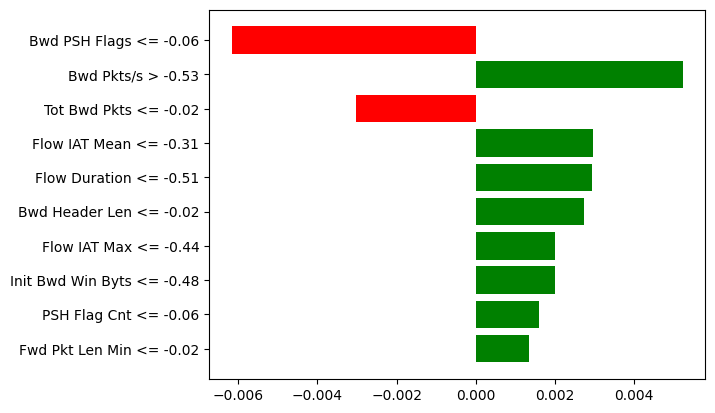 Bwd PSH Flags <= -0.06
Bwd Pkts/s > -0.53
Tot Bwd Pkts <= -0.02
Flow IAT Mean <= -0.31
Flow Duration <= -0.51
Bwd Header Len <= -0.02
Flow IAT Max <= -0.44
Init Bwd Win Byts <= -0.48
PSH Flag Cnt <= -0.06
Fwd Pkt Len Min <= -0.02
−0.006 −0.004 −0.002 0.000 0.002 0.004